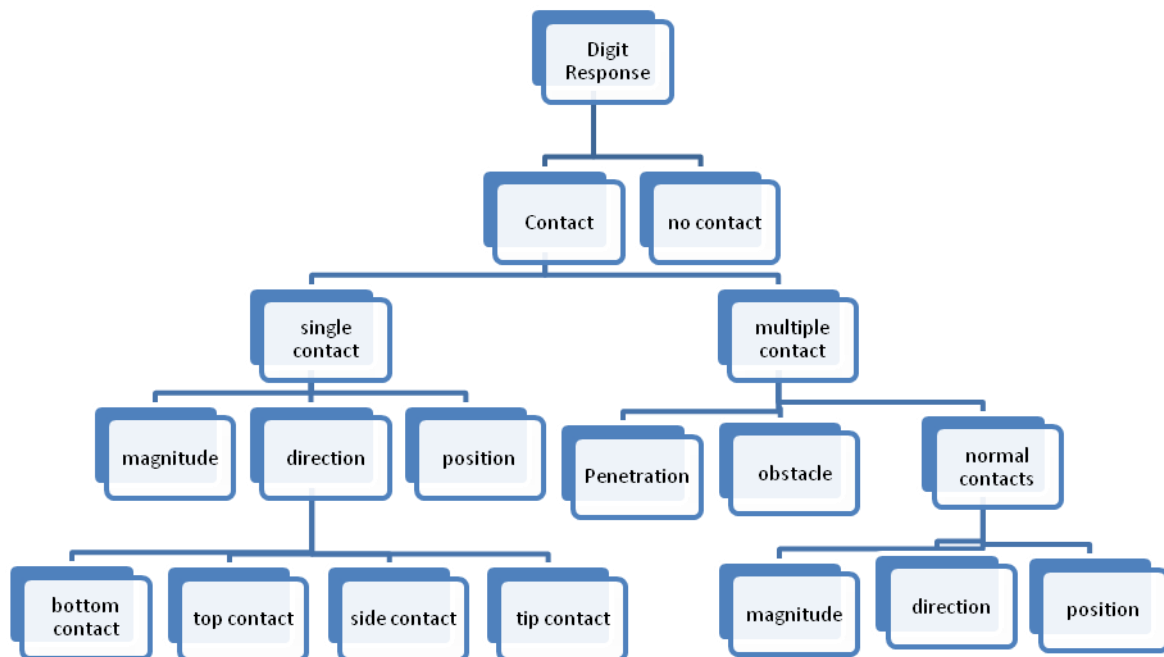 Digit
Response
Contact
no contact
single
contact
multiple
contact
magnitude
direction
position
Penetration
obstacle
normal
contacts
bottom
contact
top contact
side contact
tip contact
magnitude
direction
position